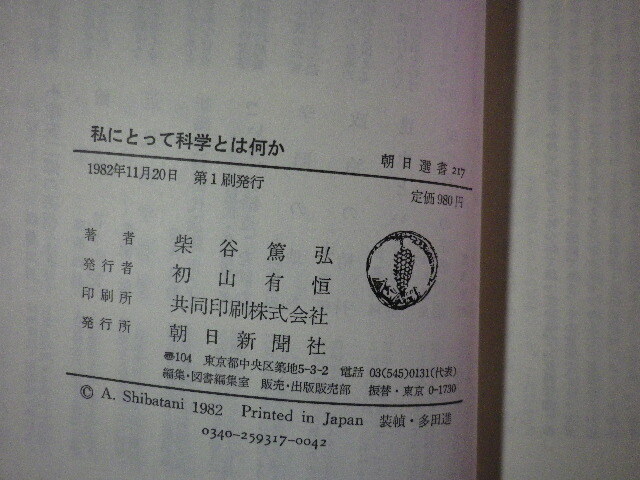 私にとって科学とは何か
朝日選書 217
1982年11月20日 第1刷発行
定価 980円
著者 柴谷篤弘
発行者 初山有恒
印刷所 共同印刷株式会社
発行所 朝日新聞社
〠104 東京都中央区築地5-3-2 電話 03(545)0131(代表)
編集・図書編集室 販売・出版販売部 振替・東京 0-1730
© A. Shibatani 1982 Printed in Japan 装幀・多田進
0340-259317-0042